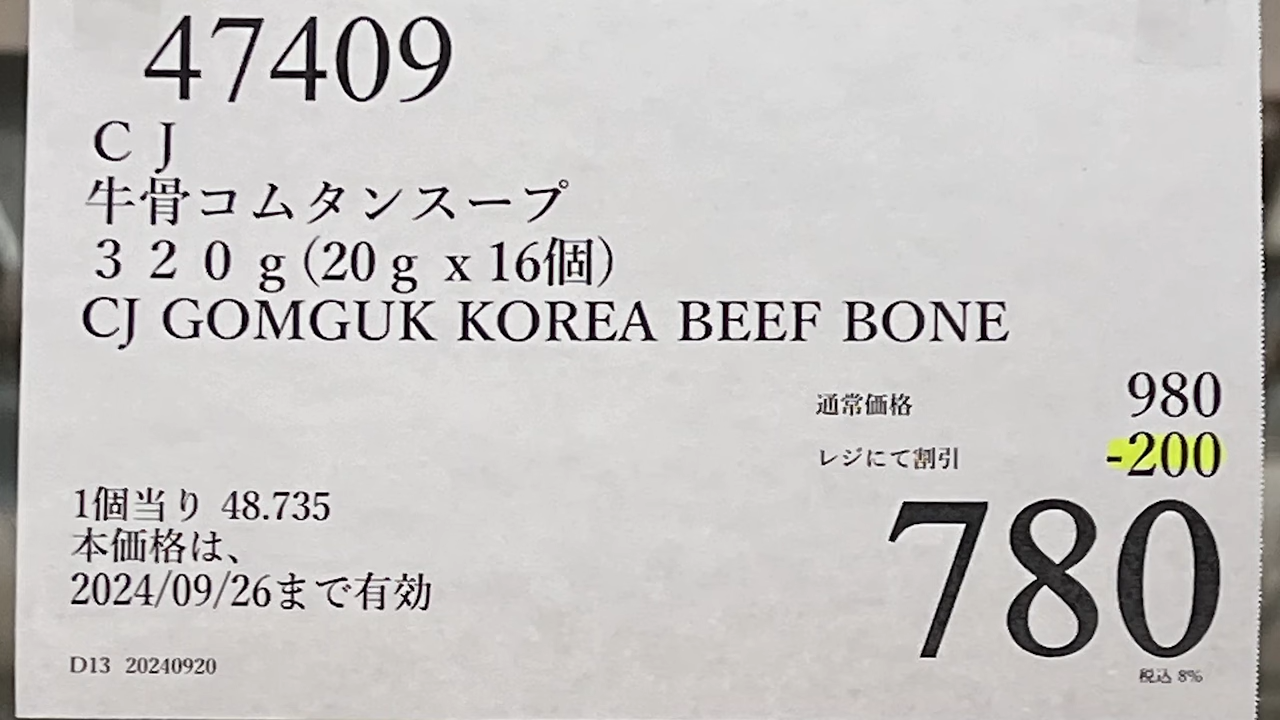 47409
ＣＪ
牛骨コムタンスープ
３２０ｇ(20ｇ x 16個)
CJ GOMGUK KOREA BEEF BONE
通常価格 980
レジにて割引 -200
780
税込 8%
1個当り 48.735
本価格は、
2024/09/26まで有効
D13 20240920